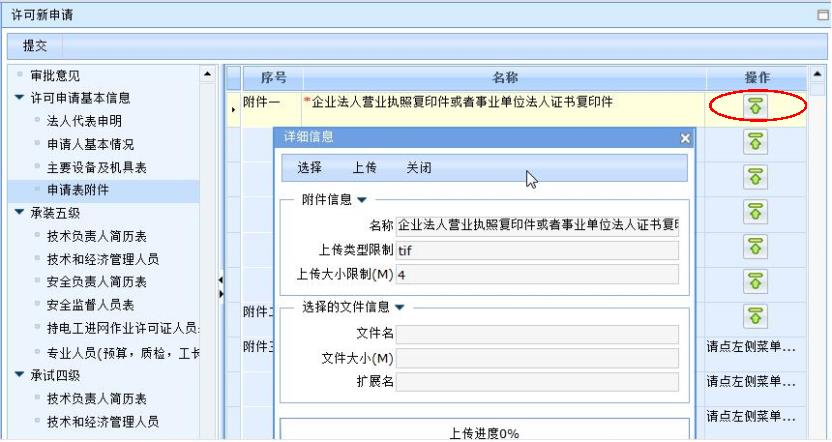 许可新申请
提交
审批意见
许可申请基本信息
法人代表申明
申请人基本情况
主要设备及机具表
申请表附件
承装五级
技术负责人简历表
技术和经济管理人员
安全负责人简历表
安全监督人员表
持电工进网作业许可证人员
专业人员(预算，质检，工长
承试四级
技术负责人简历表
技术和经济管理人员
序号 名称 操作
附件一 *企业法人营业执照复印件或者事业单位法人证书复印件
详细信息
选择 上传 关闭
附件信息
名称 企业法人营业执照复印件或者事业单位法人证书复印
上传类型限制 tif
上传大小限制(M) 4
选择的文件信息
文件名
文件大小(M)
扩展名
上传进度0%
附件
附件
请点左侧菜单...
请点左侧菜单...
请点左侧菜单...